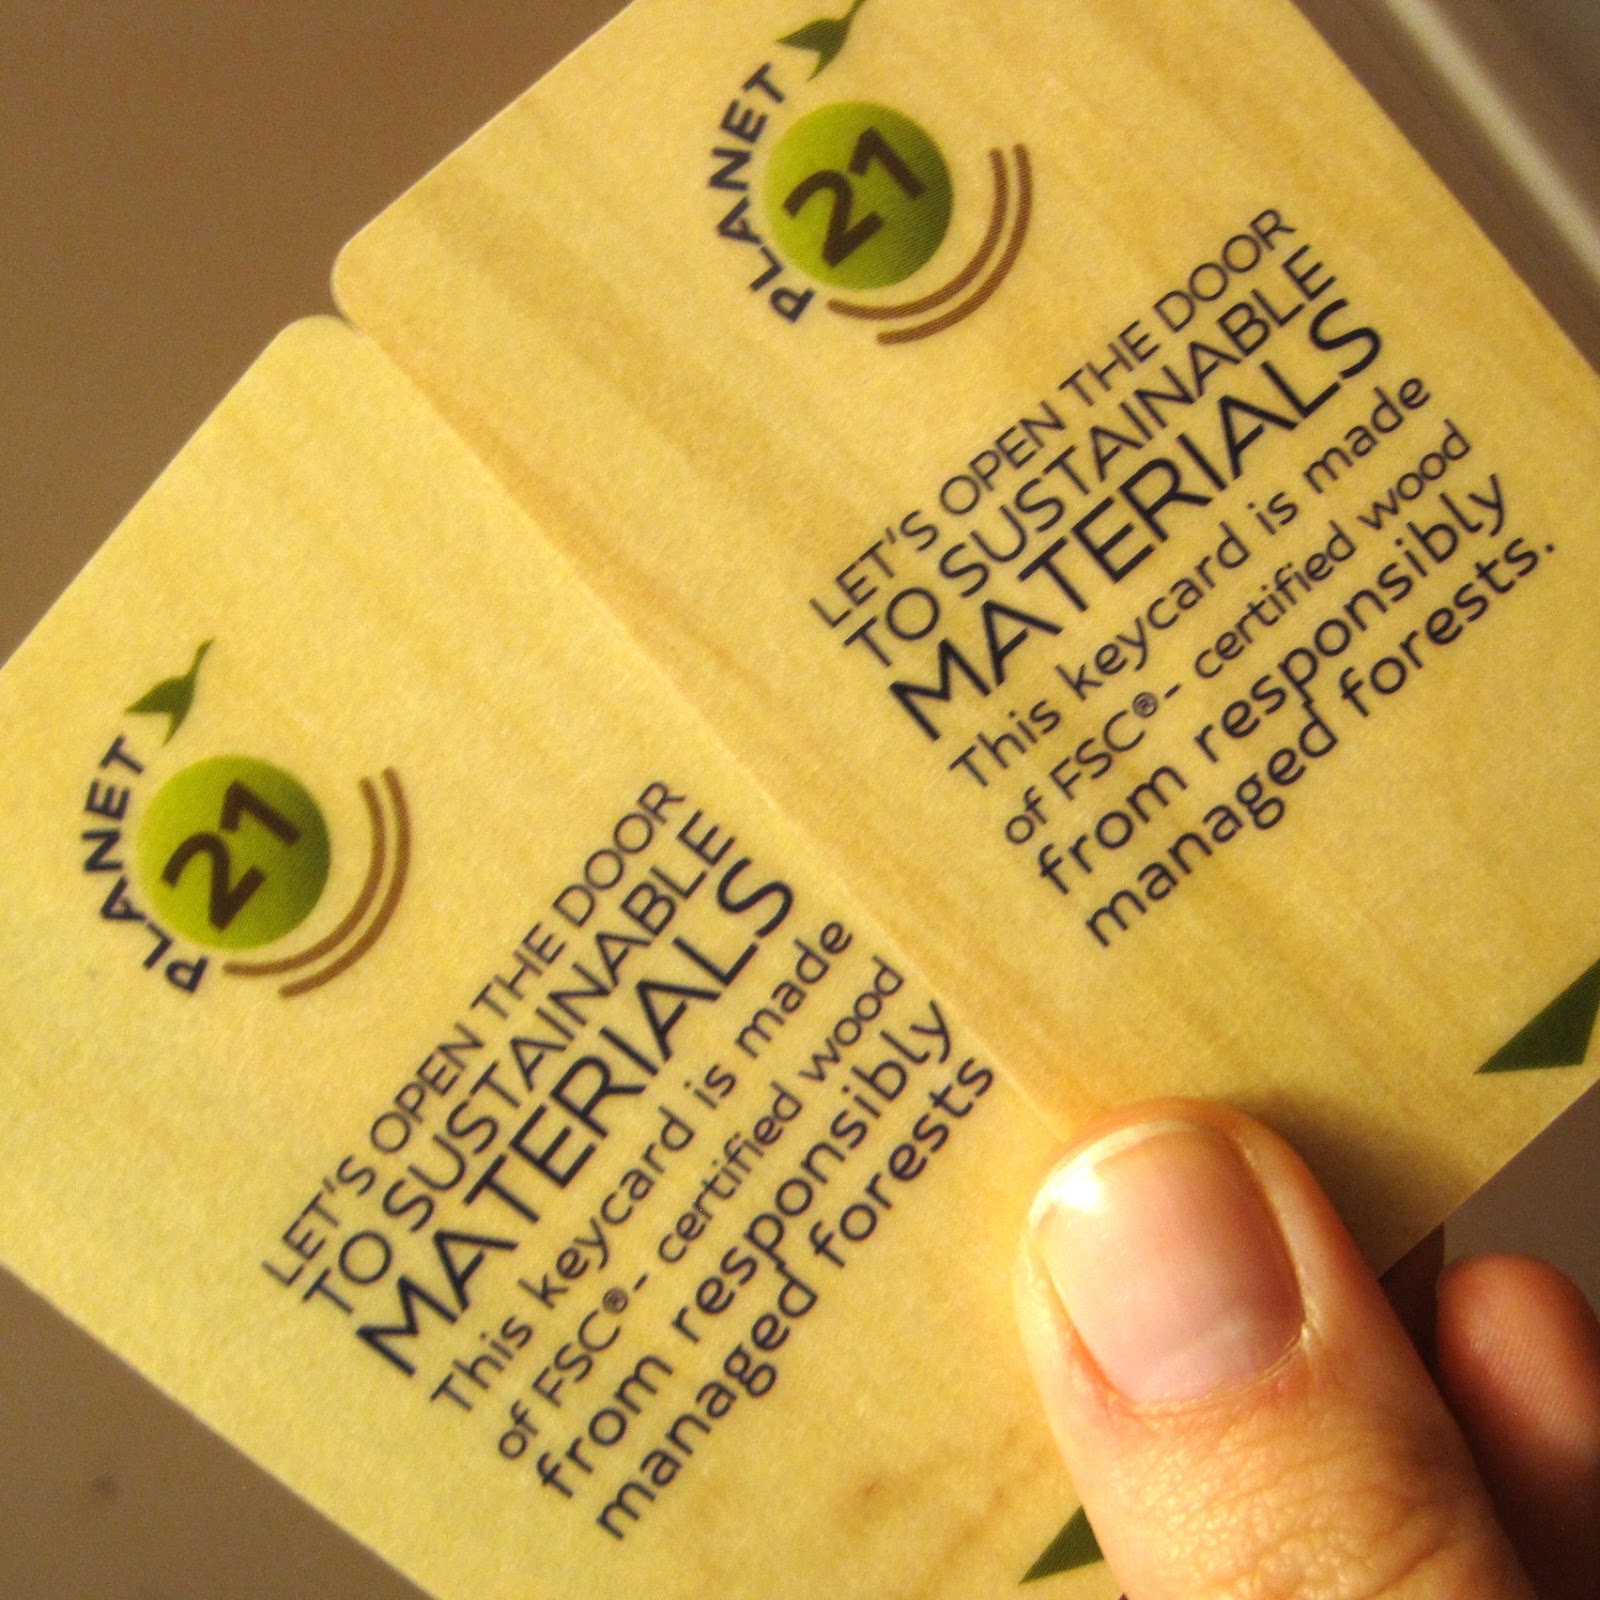 PLANET
21
LET'S OPEN THE DOOR
TO SUSTAINABLE
MATERIALS
This keycard is made
of FSC®- certified wood
from responsibly
managed forests
PLANET
21
LET'S OPEN THE DOOR
TO SUSTAINABLE
MATERIALS
This keycard is made
of FSC®- certified wood
from responsibly
managed forests.